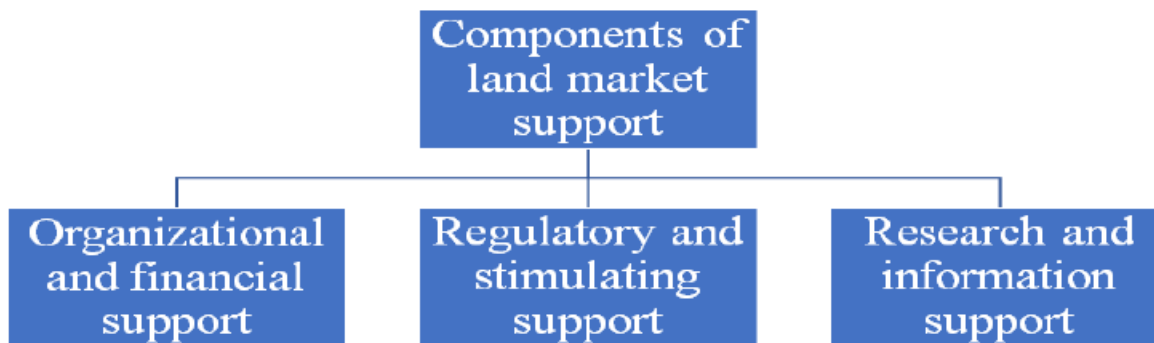 Components of
land market
support
Organizational
and financial
support
Regulatory and
stimulating
support
Research and
information
support